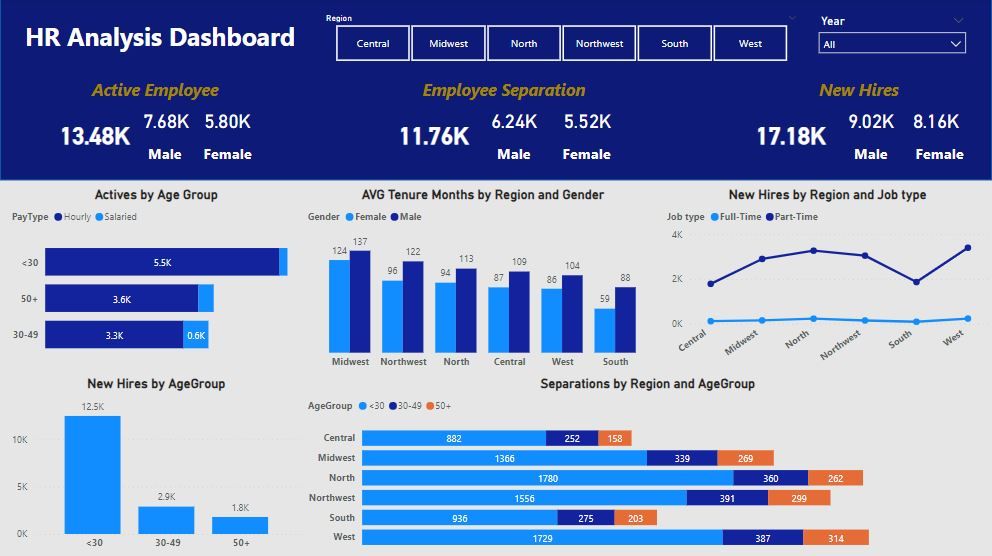 HR Analysis Dashboard
Region
Central Midwest North Northwest South West
Year
All
Active Employee
13.48K
7.68K 5.80K
Male Female
Employee Separation
11.76K
6.24K 5.52K
Male Female
New Hires
17.18K
9.02K 8.16K
Male Female
Actives by Age Group
PayType Hourly Salaried
<30 5.5K
50+ 3.6K
30-49 3.3K 0.6K
AVG Tenure Months by Region and Gender
Gender Female Male
124 137 96 122 94 113 87 109 86 104 59 88
Midwest Northwest North Central West South
New Hires by Region and Job type
Job type Full-Time Part-Time
4K
2K
0K
Central Midwest North Northwest South West
New Hires by AgeGroup
12.5K
10K
5K
2.9K
1.8K
0K
<30 30-49 50+
Separations by Region and AgeGroup
AgeGroup <30 30-49 50+
Central 882 252 158
Midwest 1366 339 269
North 1780 360 262
Northwest 1556 391 299
South 936 275 203
West 1729 387 314